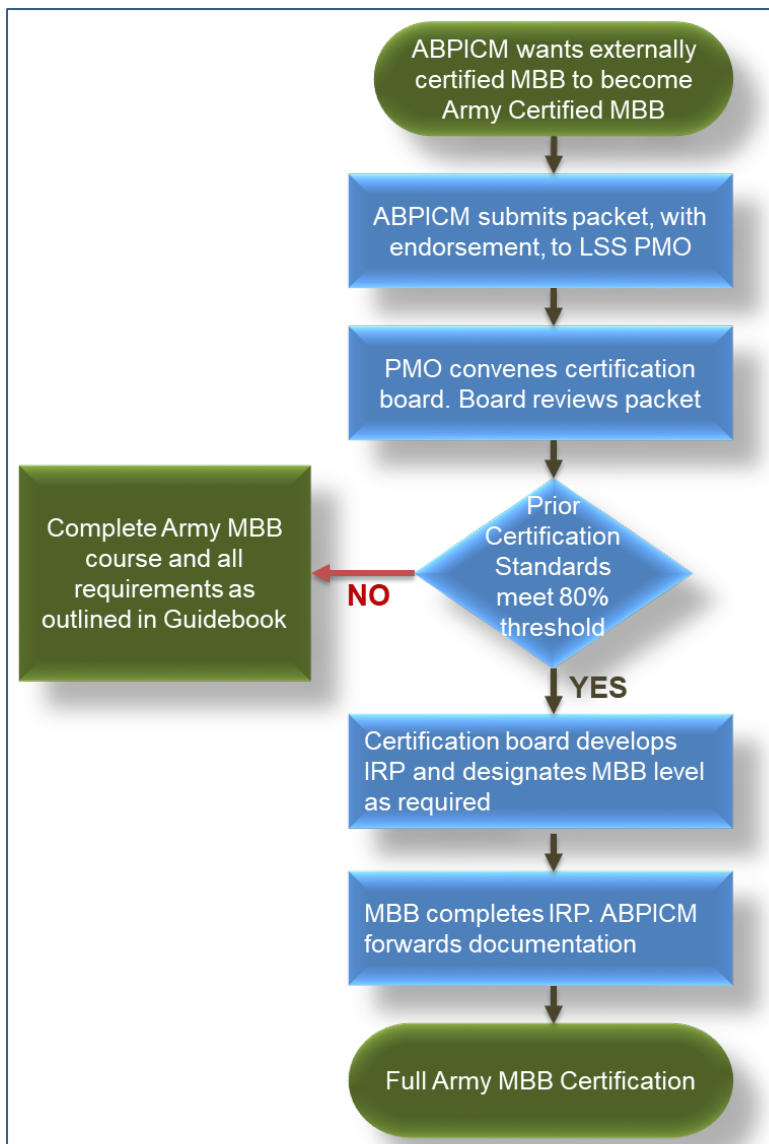 ABPICM wants externally
certified MBB to become
Army Certified MBB
ABPICM submits packet, with
endorsement, to LSS PMO
PMO convenes certification
board. Board reviews packet
Prior
Certification
Standards
meet 80%
threshold
NO
Complete Army MBB
course and all
requirements as
outlined in Guidebook
YES
Certification board develops
IRP and designates MBB level
as required
MBB completes IRP. ABPICM
forwards documentation
Full Army MBB Certification